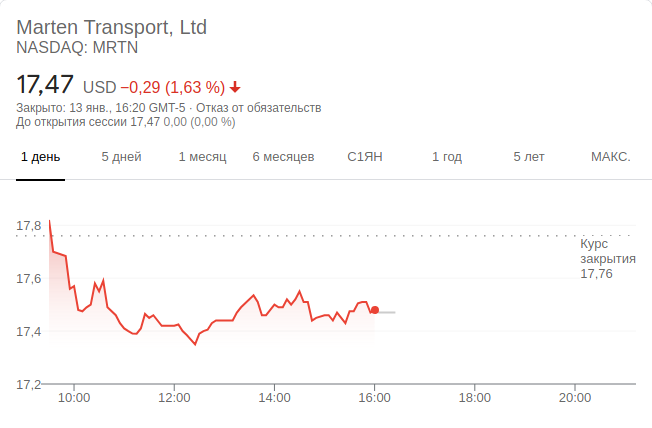 Marten Transport, Ltd
NASDAQ: MRTN
17,47 USD −0,29 (1,63 %)
Закрыто: 13 янв., 16:20 GMT-5 · Отказ от обязательств
До открытия сессии 17,47 0,00 (0,00 %)
1 день 5 дней 1 месяц 6 месяцев С1ЯН 1 год 5 лет МАКС.
17,8
Курс
закрытия
17,76
17,6
17,4
17,2
10:00 12:00 14:00 16:00 18:00 20:00